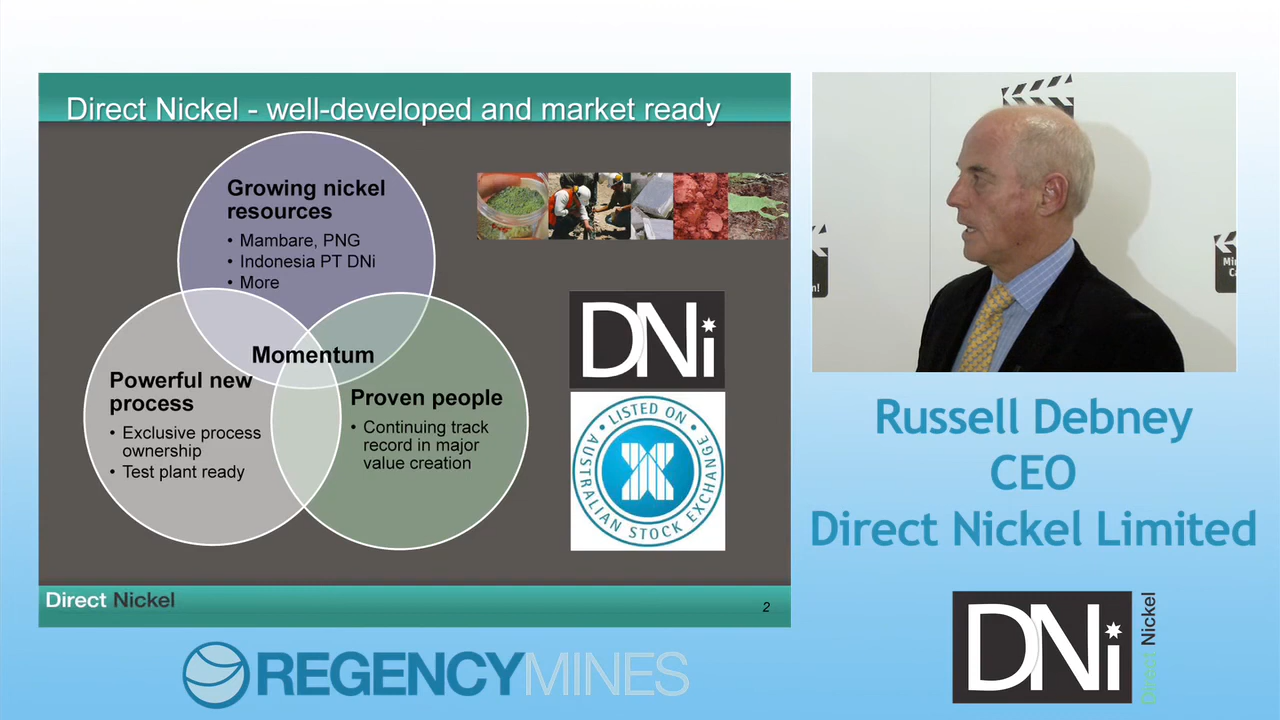 Direct Nickel - well-developed and market ready
Growing nickel
resources
• Mambare, PNG
• Indonesia PT DNi
• More
Momentum
Powerful new
process
• Exclusive process
ownership
• Test plant ready
Proven people
• Continuing track
record in major
value creation
DNi
LISTED ON
AUSTRALIAN STOCK EXCHANGE
Direct Nickel
2
Russell Debney
CEO
Direct Nickel Limited
REGENCY MINES
DNi
Direct Nickel